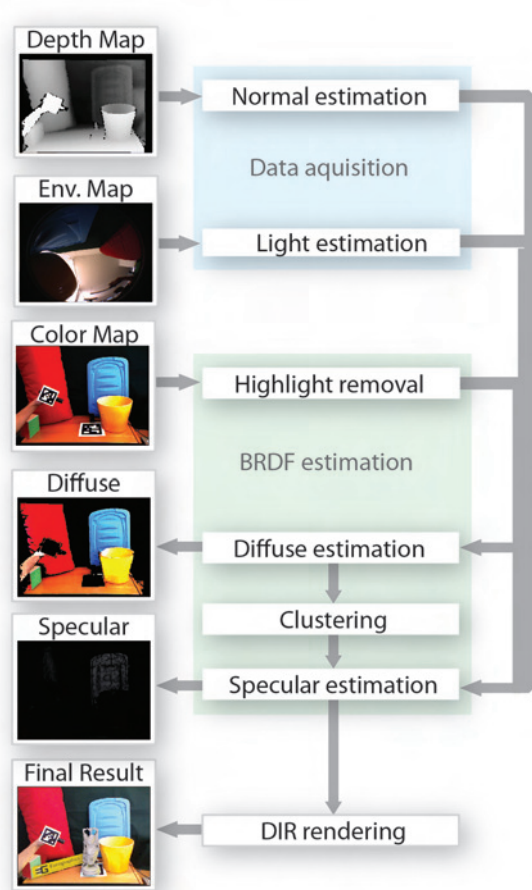 Depth Map
Normal estimation
Data aquisition
Env. Map
Light estimation
Color Map
Highlight removal
BRDF estimation
Diffuse
Diffuse estimation
Clustering
Specular
Specular estimation
Final Result
DIR rendering